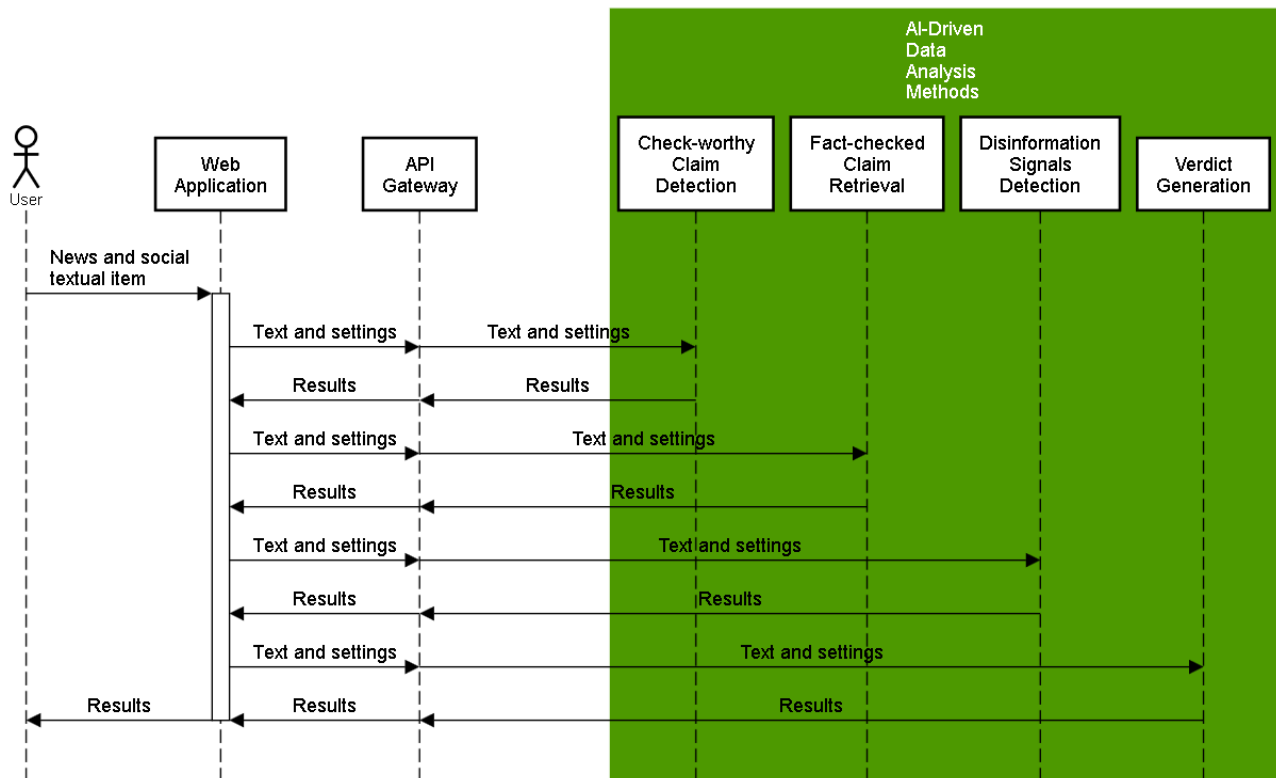 AI-Driven
Data
Analysis
Methods
User
Web
Application
API
Gateway
Check-worthy
Claim
Detection
Fact-checked
Claim
Retrieval
Disinformation
Signals
Detection
Verdict
Generation
News and social
textual item
Text and settings
Text and settings
Results
Results
Text and settings
Text and settings
Results
Results
Text and settings
Text and settings
Results
Results
Text and settings
Text and settings
Results
Results
Results